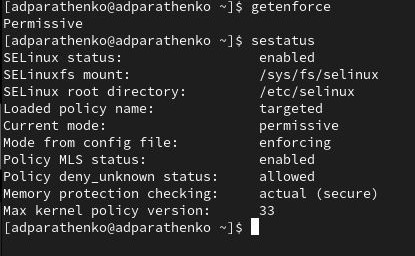 [adparathenko@adparathenko ~]$ getenforce
Permissive
[adparathenko@adparathenko ~]$ sestatus
SELinux status:                 enabled
SELinuxfs mount:                /sys/fs/selinux
SELinux root directory:         /etc/selinux
Loaded policy name:             targeted
Current mode:                   permissive
Mode from config file:          enforcing
Policy MLS status:              enabled
Policy deny_unknown status:     allowed
Memory protection checking:     actual (secure)
Max kernel policy version:      33
[adparathenko@adparathenko ~]$